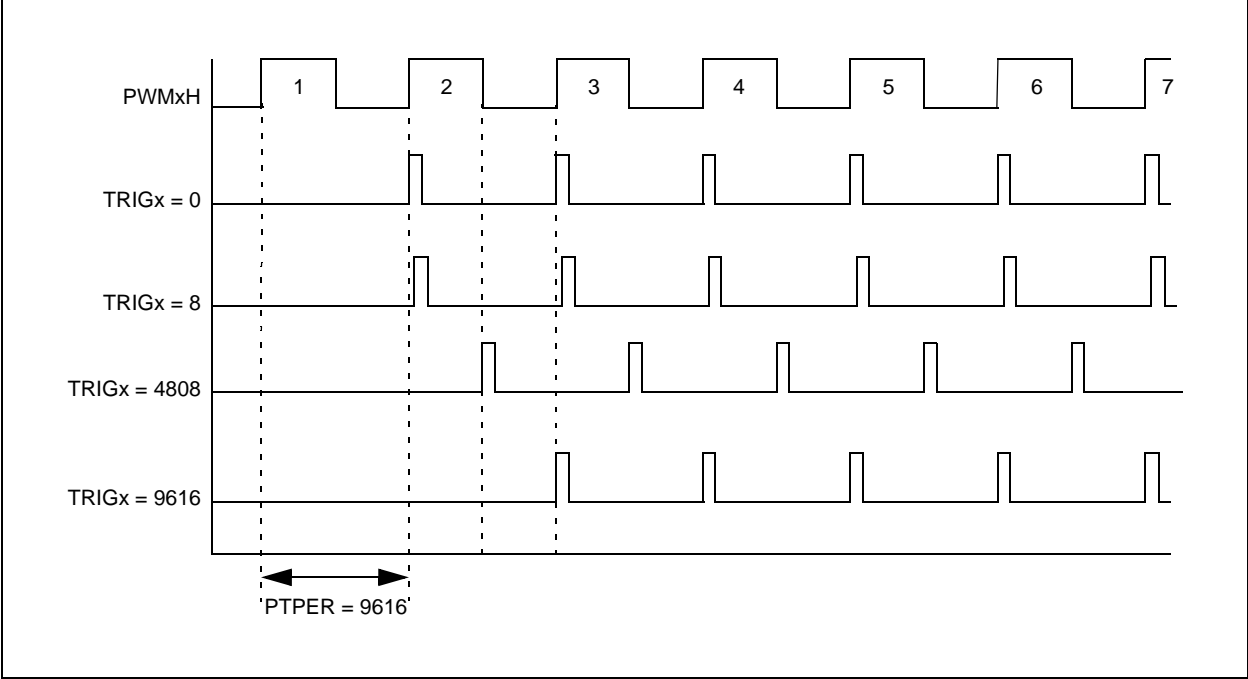 PWMxH
1
2
3
4
5
6
7
TRIGx = 0
TRIGx = 8
TRIGx = 4808
TRIGx = 9616
PTPER = 9616